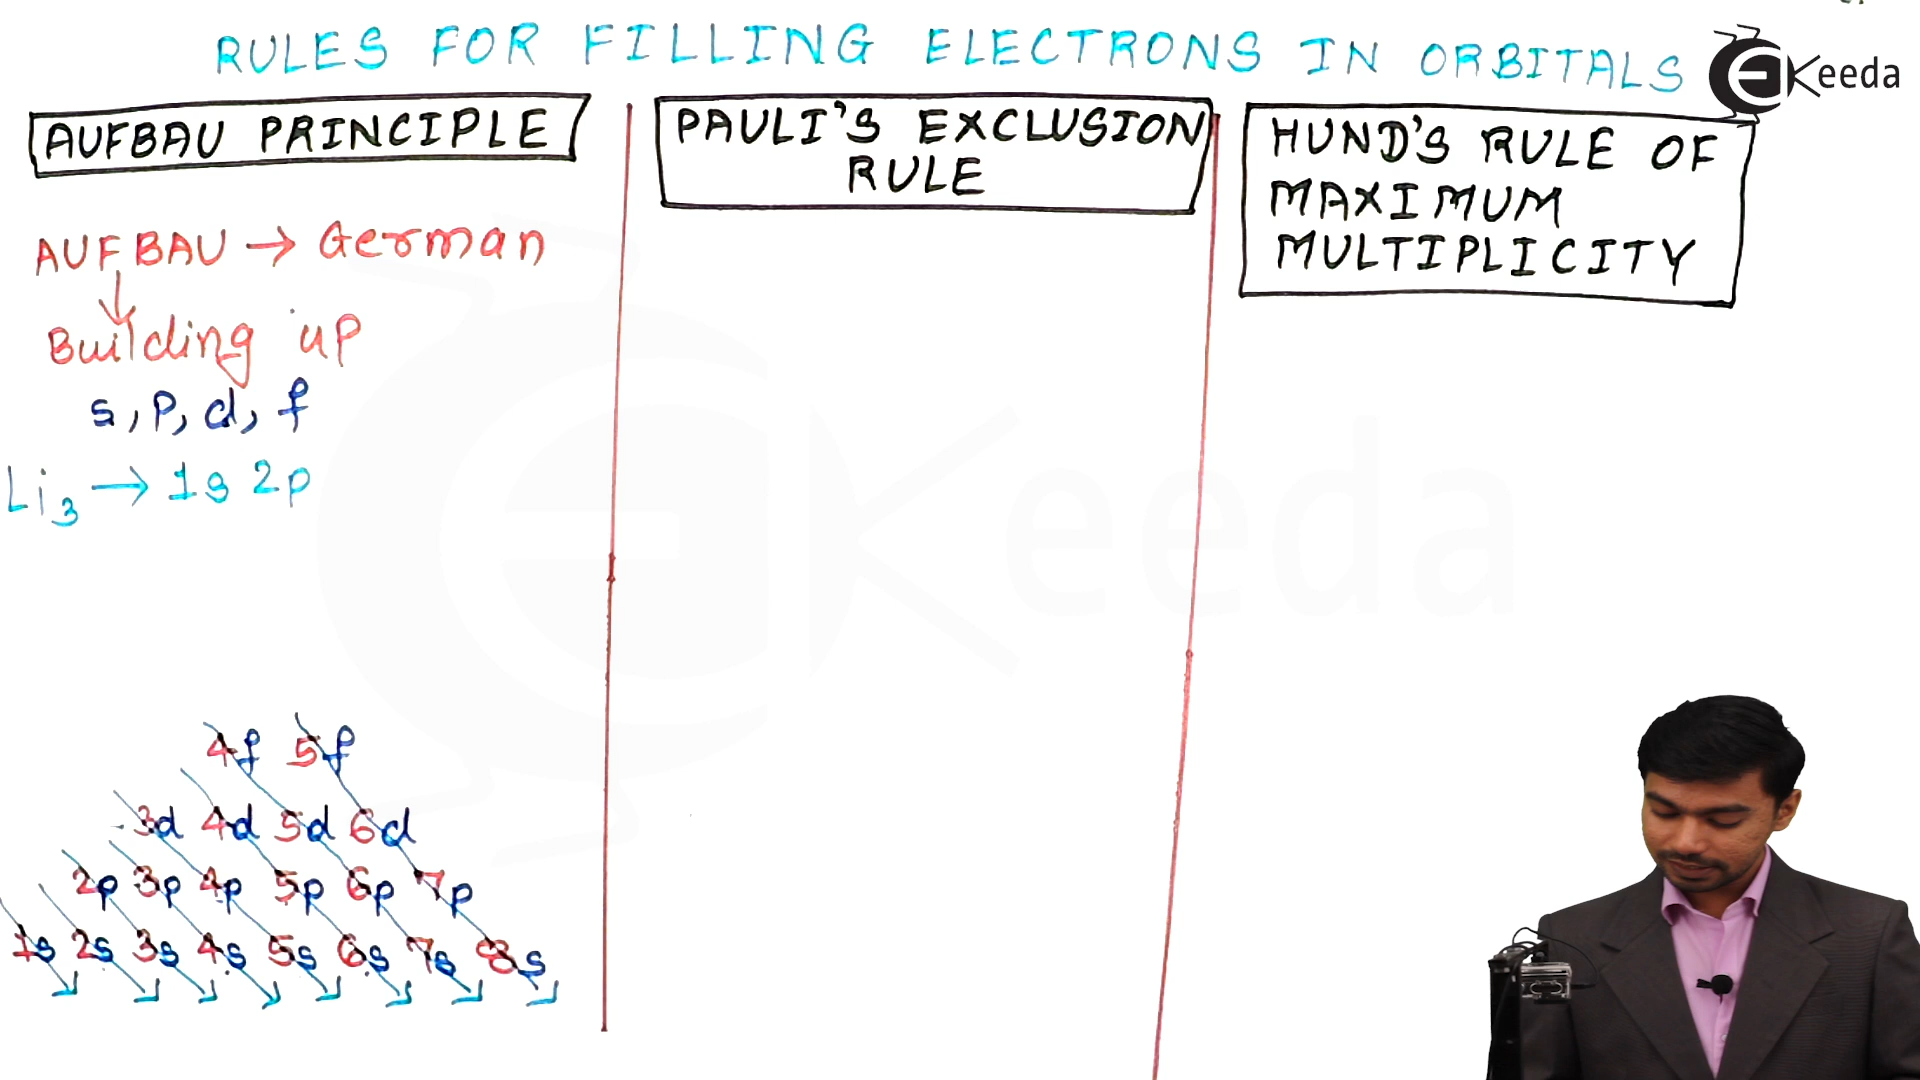 RULES FOR FILLING ELECTRONS IN ORBITALS
Keeda
AUFBAU PRINCIPLE
AUFBAU → German
Building up
s, p, d, f
Li₃ → 1s 2p
4f 5f
3d 4d 5d 6d
2p 3p 4p 5p 6p 7p
1s 2s 3s 4s 5s 6s 7s 8s
PAULI'S EXCLUSION
RULE
HUND'S RULE OF
MAXIMUM
MULTIPLICITY
Keeda